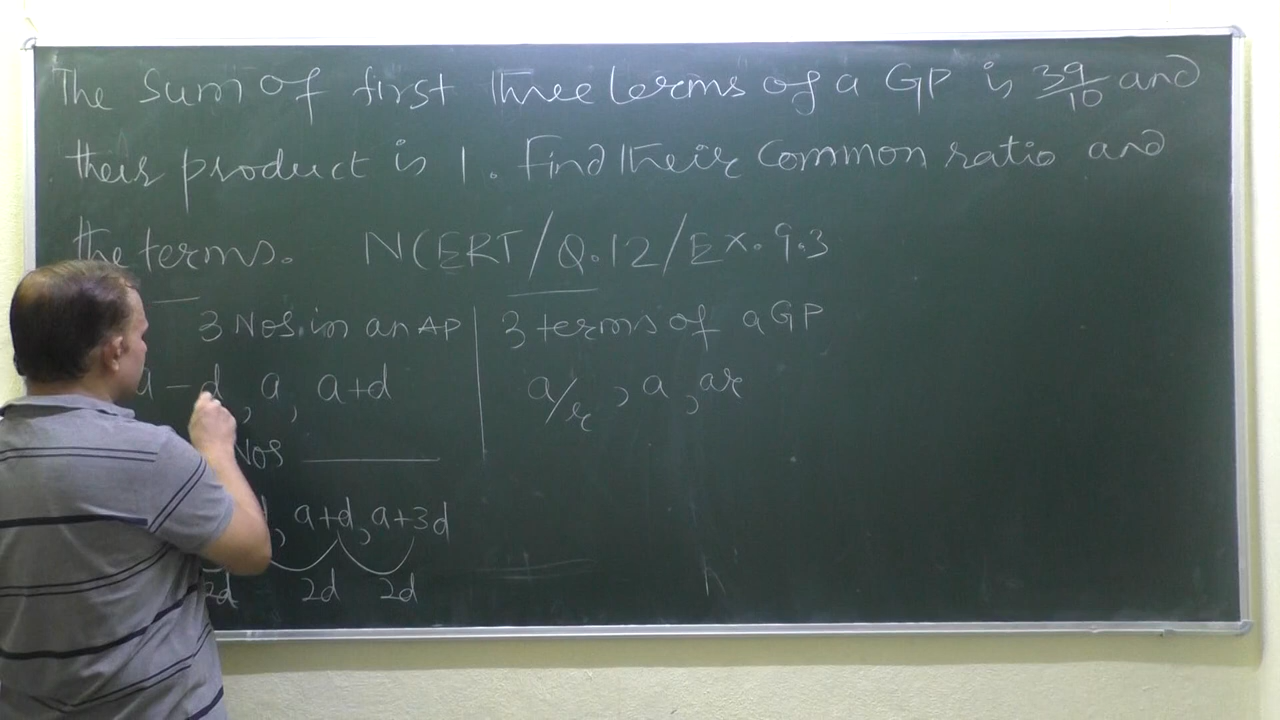 The Sum of first three terms of a GP is 39/10 and
their product is 1. Find their Common ratio and
the terms. NCERT/Q.12/Ex.9.3
3 Nos. in an AP
a-d, a, a+d
Nos
, a+d, a+3d
2d 2d 2d
3 terms of a GP
a/r, a, ar